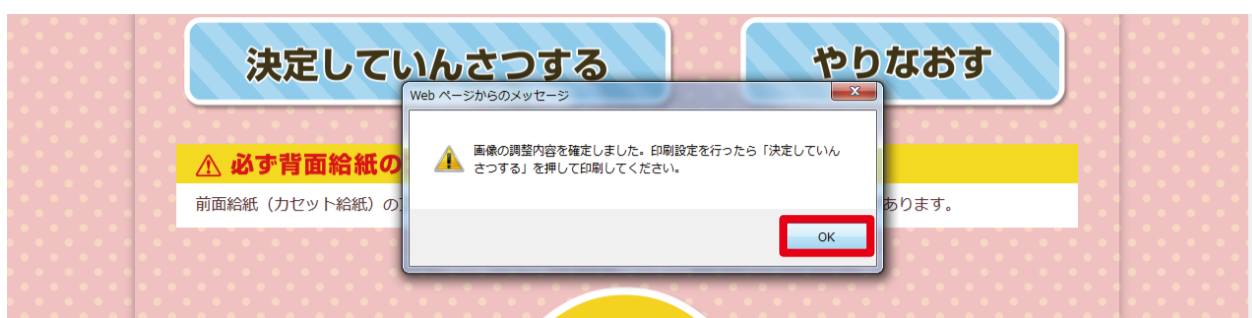 決定していんさつする
やりなおす
Web ページからのメッセージ
画像の調整内容を確定しました。印刷設定を行ったら「決定していん
さつする」を押して印刷してください。
必ず背面給紙の
前面給紙（カセット給紙）の
あります。
OK